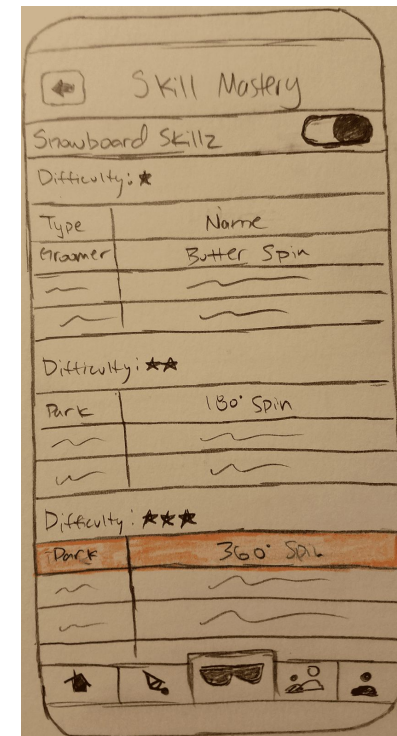 Skill Mastery
Snowboard Skillz
Difficulty: ★
Type Name
Groomer Butter Spin
Difficulty: ★★
Park 180° Spin
Difficulty: ★★★
Park 360° Spin